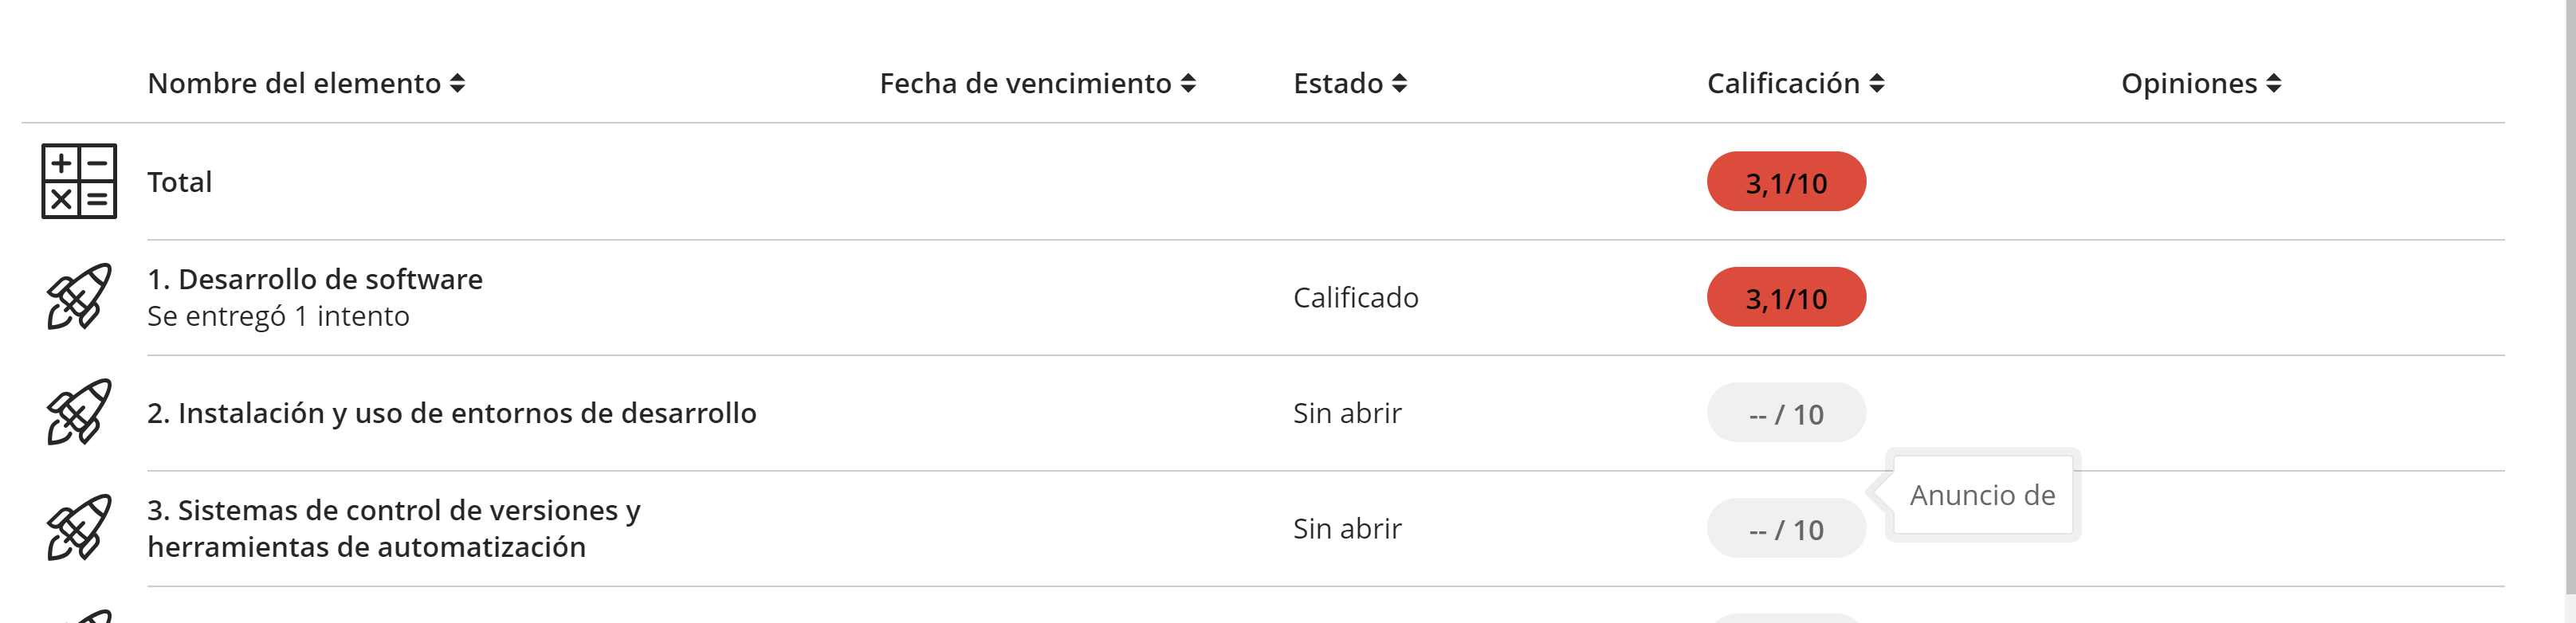 Nombre del elemento
Fecha de vencimiento
Estado
Calificación
Opiniones
Total
3,1/10
1. Desarrollo de software
Se entregó 1 intento
Calificado
3,1/10
2. Instalación y uso de entornos de desarrollo
Sin abrir
-- / 10
3. Sistemas de control de versiones y
herramientas de automatización
Sin abrir
-- / 10
Anuncio de